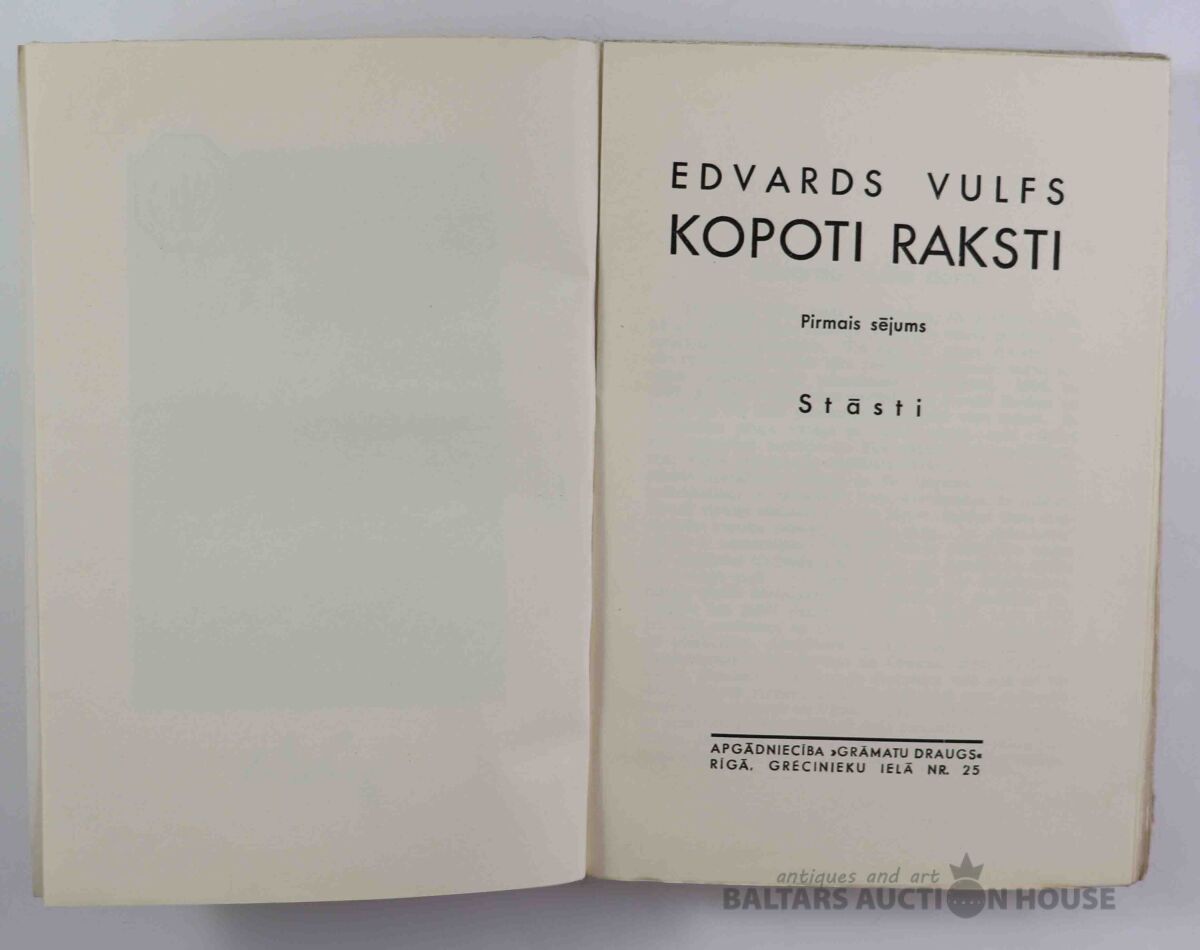 EDVARDS VULFS
KOPOTI RAKSTI
Pirmais sējums
Stāsti
APGĀDNIECĪBA »GRĀMATU DRAUGS«
RĪGĀ, GRĒCINIEKU IELĀ NR. 25
antiques and art
BALTARS AUCTION HOUSE